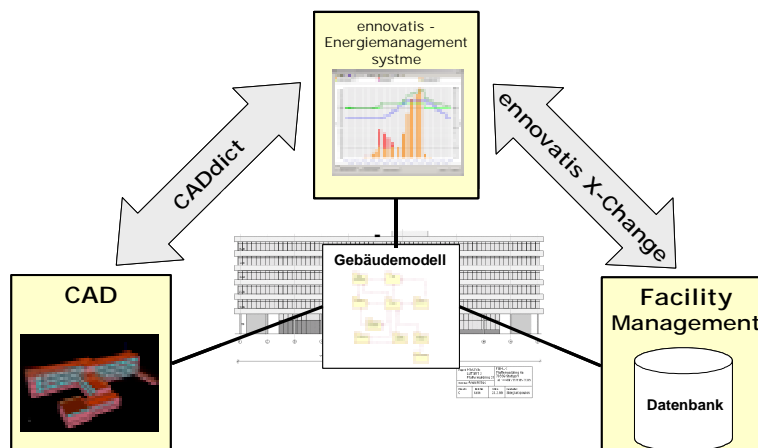 ennovatis -
Energiemanagement
systme
CADdict
ennovatis X-Change
Gebäudemodell
CAD
Facility
Management
Datenbank